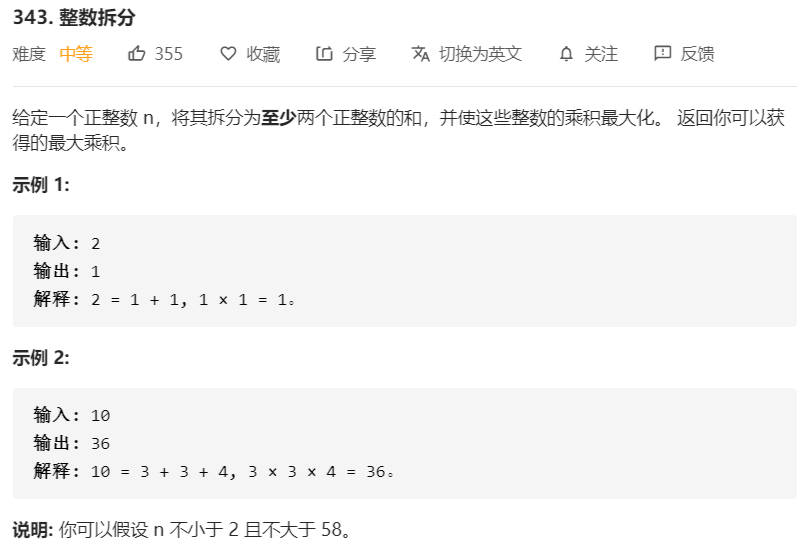 343. 整数拆分
难度 中等 355 收藏 分享 切换为英文 关注 反馈
给定一个正整数 n，将其拆分为至少两个正整数的和，并使这些整数的乘积最大化。 返回你可以获
得的最大乘积。
示例 1:
输入: 2
输出: 1
解释: 2 = 1 + 1, 1 × 1 = 1。
示例 2:
输入: 10
输出: 36
解释: 10 = 3 + 3 + 4, 3 × 3 × 4 = 36。
说明: 你可以假设 n 不小于 2 且不大于 58。